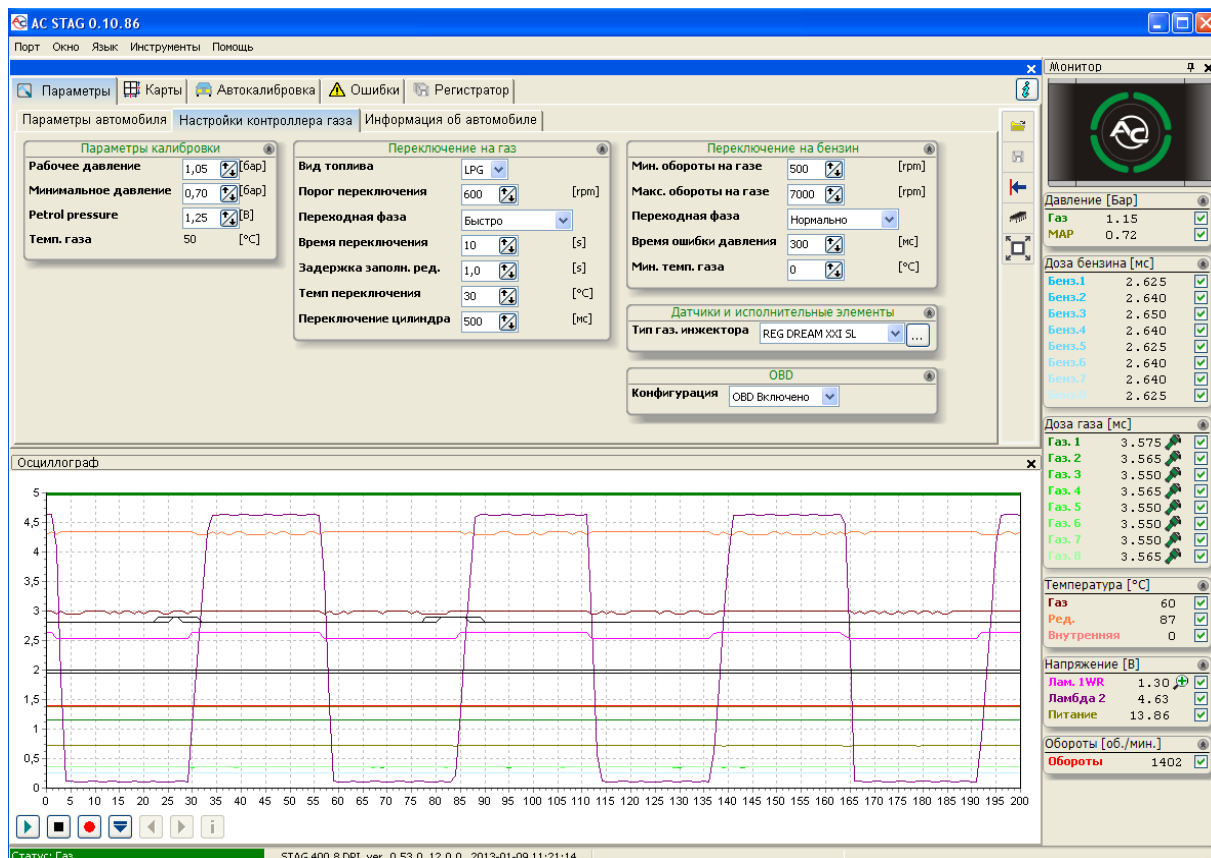 AC STAG 0.10.86
Порт Окно Язык Инструменты Помощь
Параметры Карты Автокалибровка Ошибки Регистратор
Параметры автомобиля Настройки контроллера газа Информация об автомобиле
Параметры калибровки
Рабочее давление 1,05 [бар]
Минимальное давление 0,70 [бар]
Petrol pressure 1,25 [В]
Темп. газа 50 [°C]
Переключение на газ
Вид топлива LPG
Порог переключения 600 [rpm]
Переходная фаза Быстро
Время переключения 10 [s]
Задержка заполн. ред. 1,0 [s]
Темп переключения 30 [°C]
Переключение цилиндра 500 [мс]
Переключение на бензин
Мин. обороты на газе 500 [rpm]
Макс. обороты на газе 7000 [rpm]
Переходная фаза Нормально
Время ошибки давления 300 [мс]
Мин. темп. газа 0 [°C]
Датчики и исполнительные элементы
Тип газ. инжектора REG DREAM XXI SL ...
OBD
Конфигурация OBD Включено
Монитор
AC
Давление [Бар]
Газ 1.15
MAP 0.72
Доза бензина [мс]
Бенз.1 2.625
Бенз.2 2.640
Бенз.3 2.650
Бенз.4 2.640
Бенз.5 2.625
Бенз.6 2.640
Бенз.7 2.640
Бенз.8 2.625
Доза газа [мс]
Газ. 1 3.575
Газ. 2 3.565
Газ. 3 3.550
Газ. 4 3.565
Газ. 5 3.550
Газ. 6 3.550
Газ. 7 3.550
Газ. 8 3.565
Температура [°C]
Газ 60
Ред. 87
Внутренняя 0
Напряжение [В]
Лам. 1WR 1.30
Ламбда 2 4.63
Питание 13.86
Обороты [об./мин.]
Обороты 1402
Осциллограф
5
4,5
4
3,5
3
2,5
2
1,5
1
0,5
0
0 5 10 15 20 25 30 35 40 45 50 55 60 65 70 75 80 85 90 95 100 105 110 115 120 125 130 135 140 145 150 155 160 165 170 175 180 185 190 195 200
Статус: Газ STAG 400.8 DPI ver. 0.53.0 12.0.0 2013-01-09 11:21:14